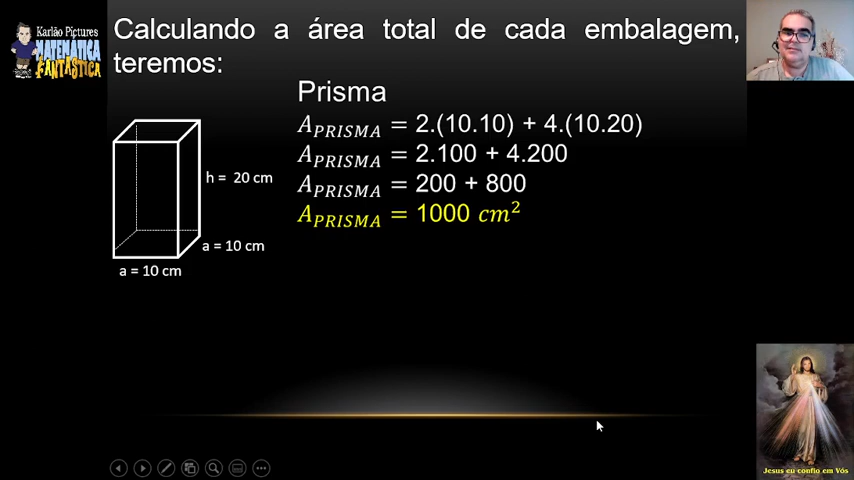 Karlão Pictures
MATEMÁTICA
FANTÁSTICA
Calculando a área total de cada embalagem,
teremos:
Prisma
A_PRISMA = 2.(10.10) + 4.(10.20)
A_PRISMA = 2.100 + 4.200
A_PRISMA = 200 + 800
A_PRISMA = 1000 cm²
h = 20 cm
a = 10 cm
a = 10 cm
Jesus eu confio em Vós